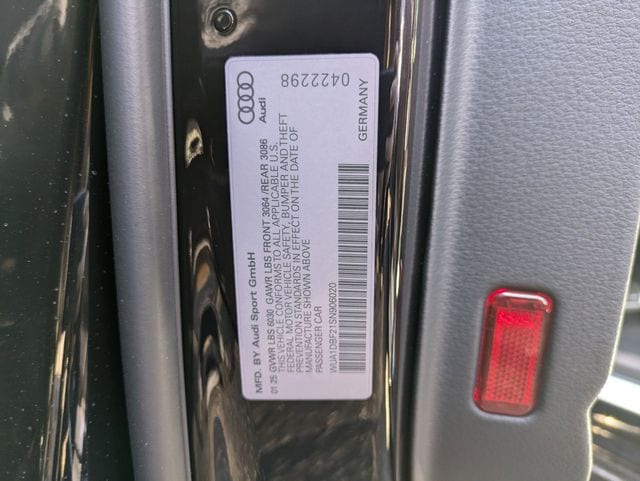 MFD. BY Audi Sport GmbH
01 25 GVWR LBS 6030 GAWR LBS FRONT 3064 /REAR 3086
THIS VEHICLE CONFORMS TO ALL APPLICABLE U.S.
FEDERAL MOTOR VEHICLE SAFETY, BUMPER AND THEFT
PREVENTION STANDARDS IN EFFECT ON THE DATE OF
MANUFACTURE SHOWN ABOVE
PASSENGER CAR
WUA1DBF21SN906020
Audi
0422298
GERMANY